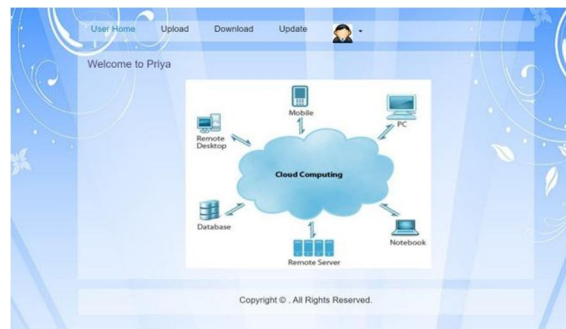 User Home Upload Download Update
Welcome to Priya
Mobile
PC
Remote
Desktop
Cloud Computing
Database
Notebook
Remote Server
Copyright © . All Rights Reserved.